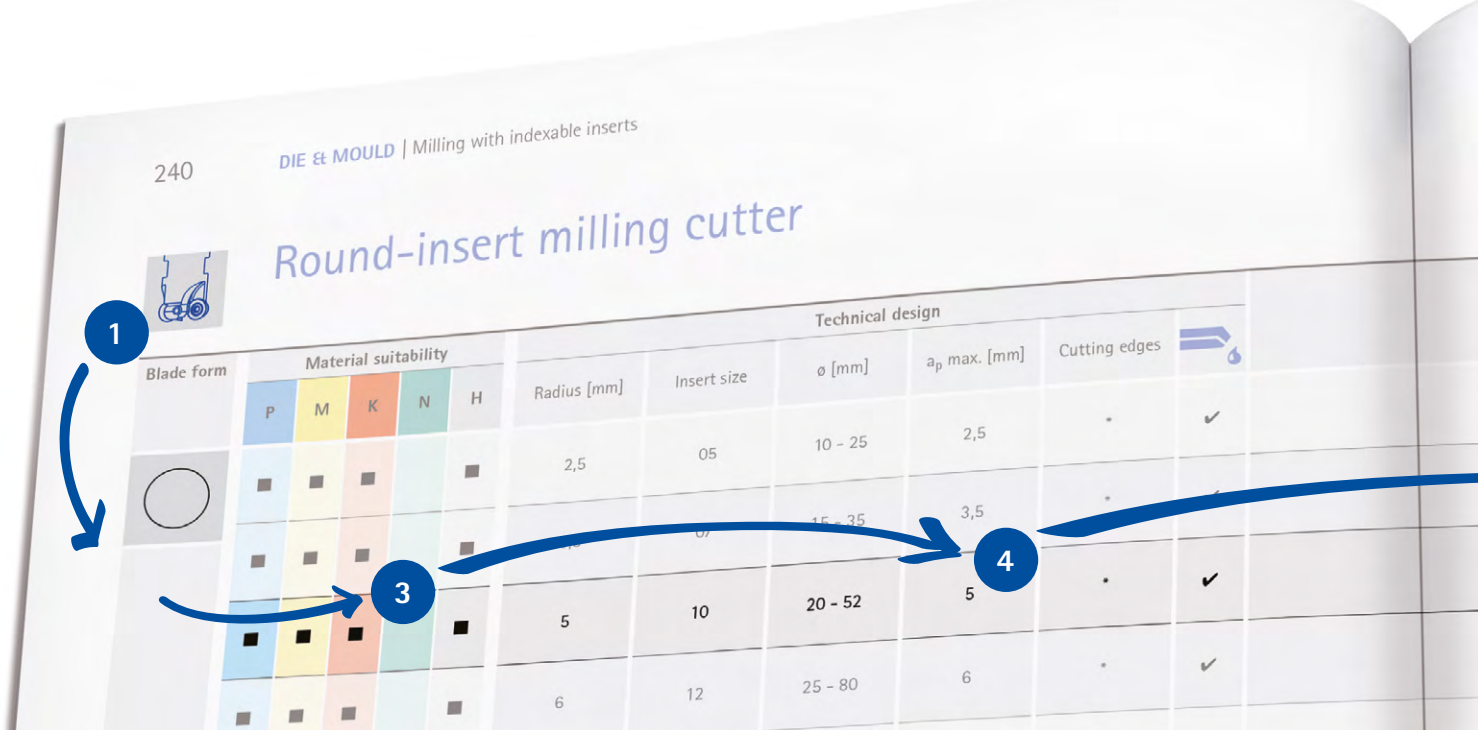 240
DIE & MOULD | Milling with indexable inserts
Round-insert milling cutter
1
Technical design
Blade form
Material suitability
P M K N H
Radius [mm] Insert size ø [mm] ap max. [mm] Cutting edges
2,5 05 10 - 25 2,5
15 - 35 3,5
3
4
5 10 20 - 52 5
6 12 25 - 80 6